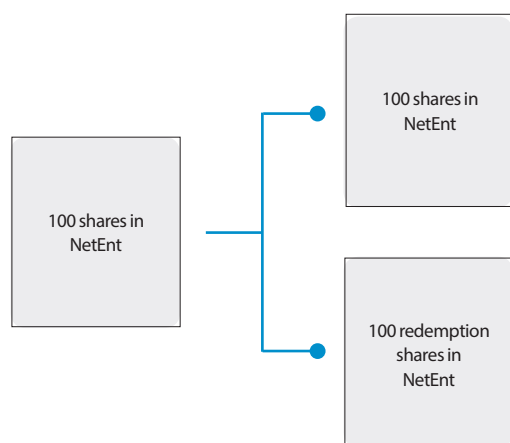 100 shares in
NetEnt
100 shares in
NetEnt
100 redemption
shares in
NetEnt